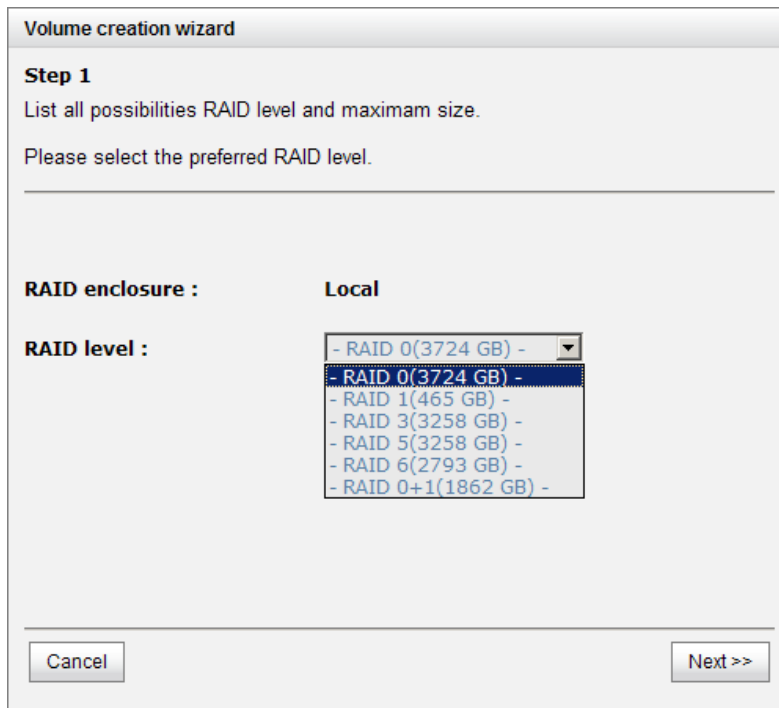 Volume creation wizard
Step 1
List all possibilities RAID level and maximam size.
Please select the preferred RAID level.
RAID enclosure :
Local
RAID level :
- RAID 0(3724 GB) -
- RAID 0(3724 GB) -
- RAID 1(465 GB) -
- RAID 3(3258 GB) -
- RAID 5(3258 GB) -
- RAID 6(2793 GB) -
- RAID 0+1(1862 GB) -
Cancel
Next >>